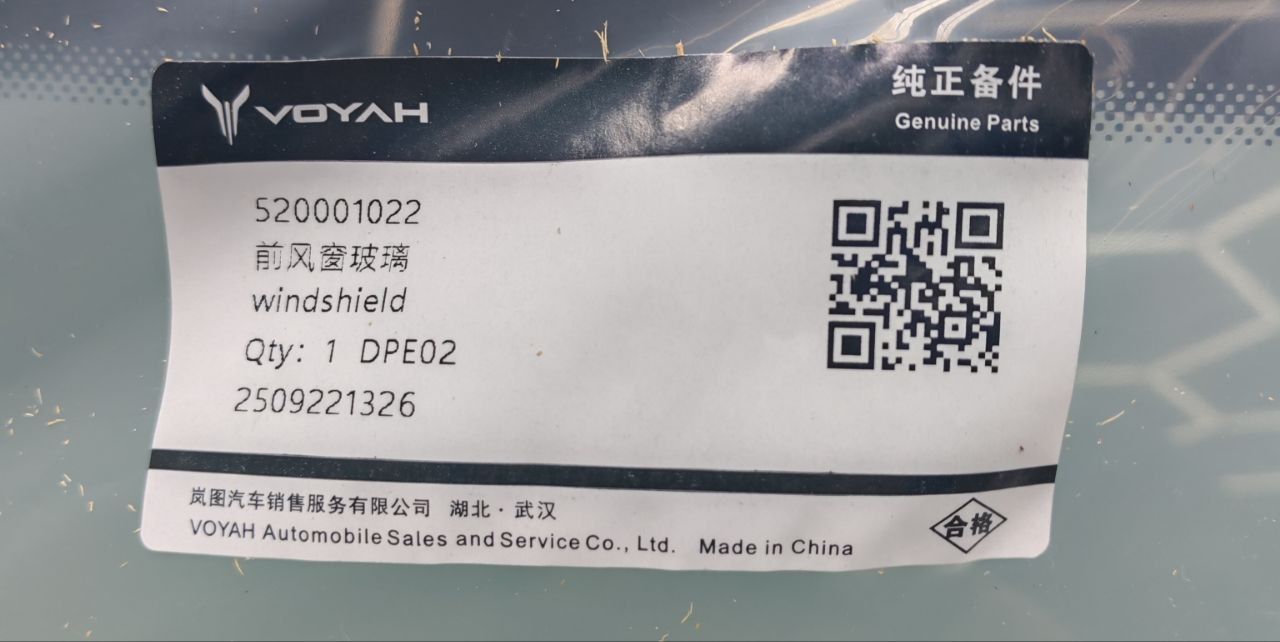 VOYAH
纯正备件
Genuine Parts
520001022
前风窗玻璃
windshield
Qty: 1 DPE02
2509221326
岚图汽车销售服务有限公司 湖北·武汉
VOYAH Automobile Sales and Service Co., Ltd. Made in China
合格